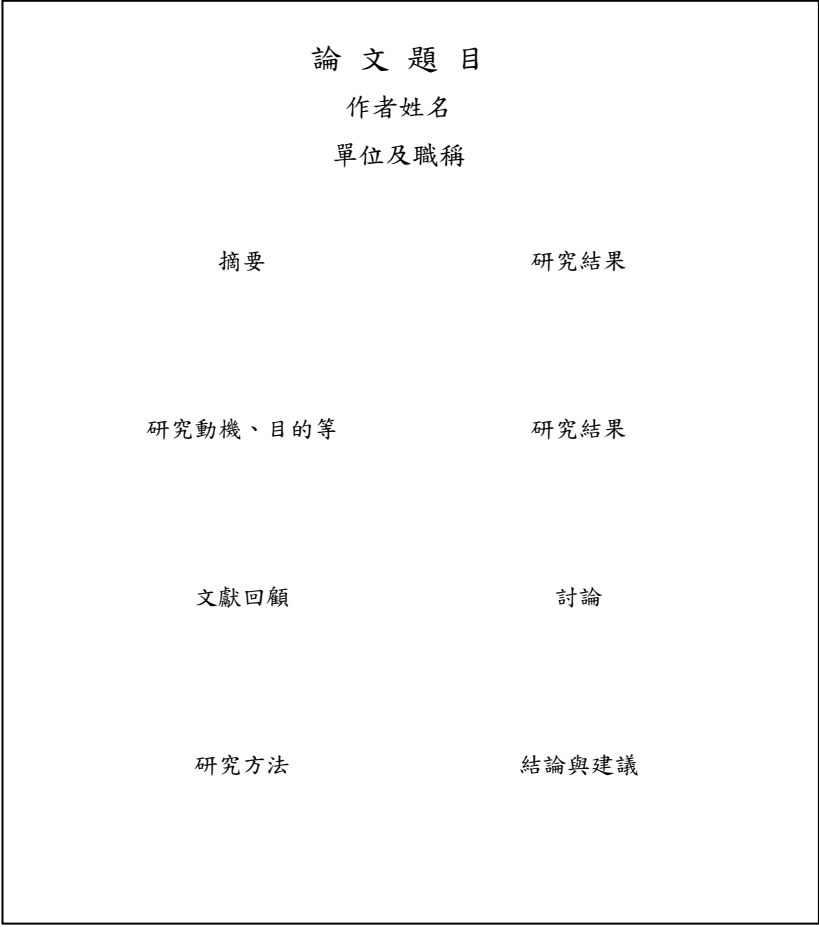 論 文 題 目
作者姓名
單位及職稱
摘要
研究動機、目的等
文獻回顧
研究方法
研究結果
研究結果
討論
結論與建議